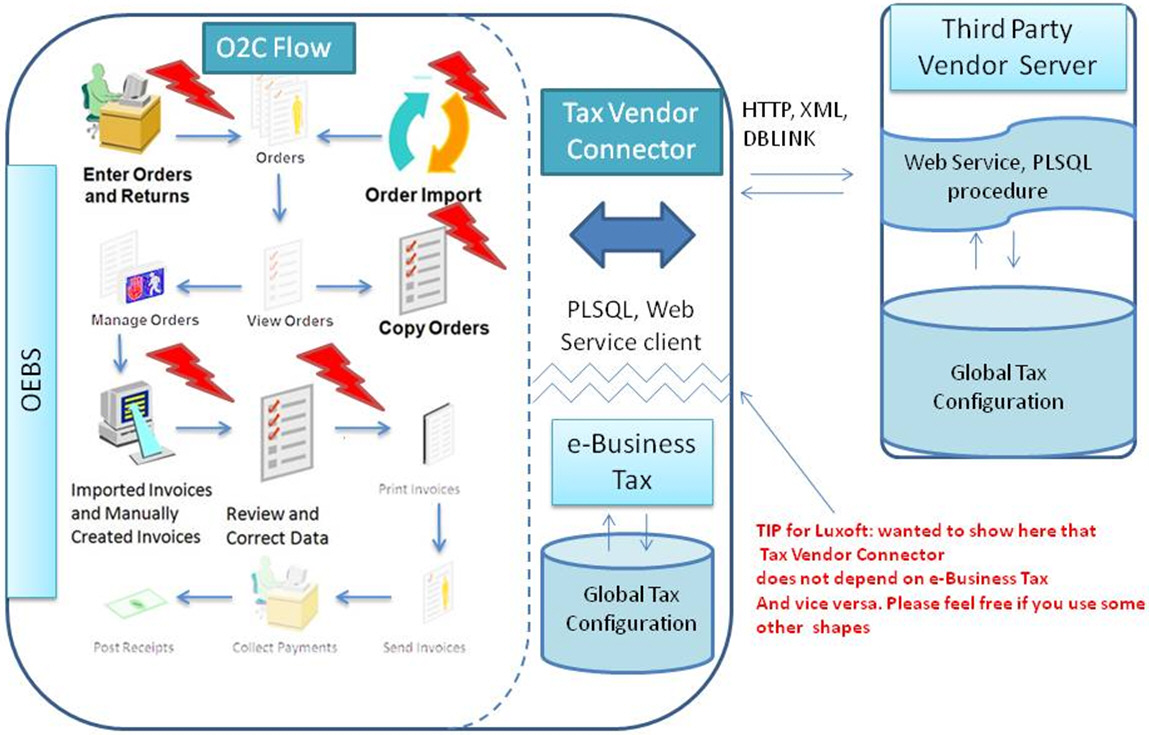 O2C Flow
Third Party
Vendor Server
Tax Vendor
Connector
HTTP, XML,
DBLINK
Web Service, PLSQL
procedure
Orders
Enter Orders
and Returns
Order Import
Manage Orders
View Orders
Copy Orders
PLSQL, Web
Service client
OEBS
Global Tax
Configuration
e-Business
Tax
Imported Invoices
and Manually
Created Invoices
Review and
Correct Data
Print Invoices
TIP for Luxoft: wanted to show here that
Tax Vendor Connector
does not depend on e-Business Tax
And vice versa. Please feel free if you use some
other shapes
Global Tax
Configuration
Post Receipts
Collect Payments
Send Invoices